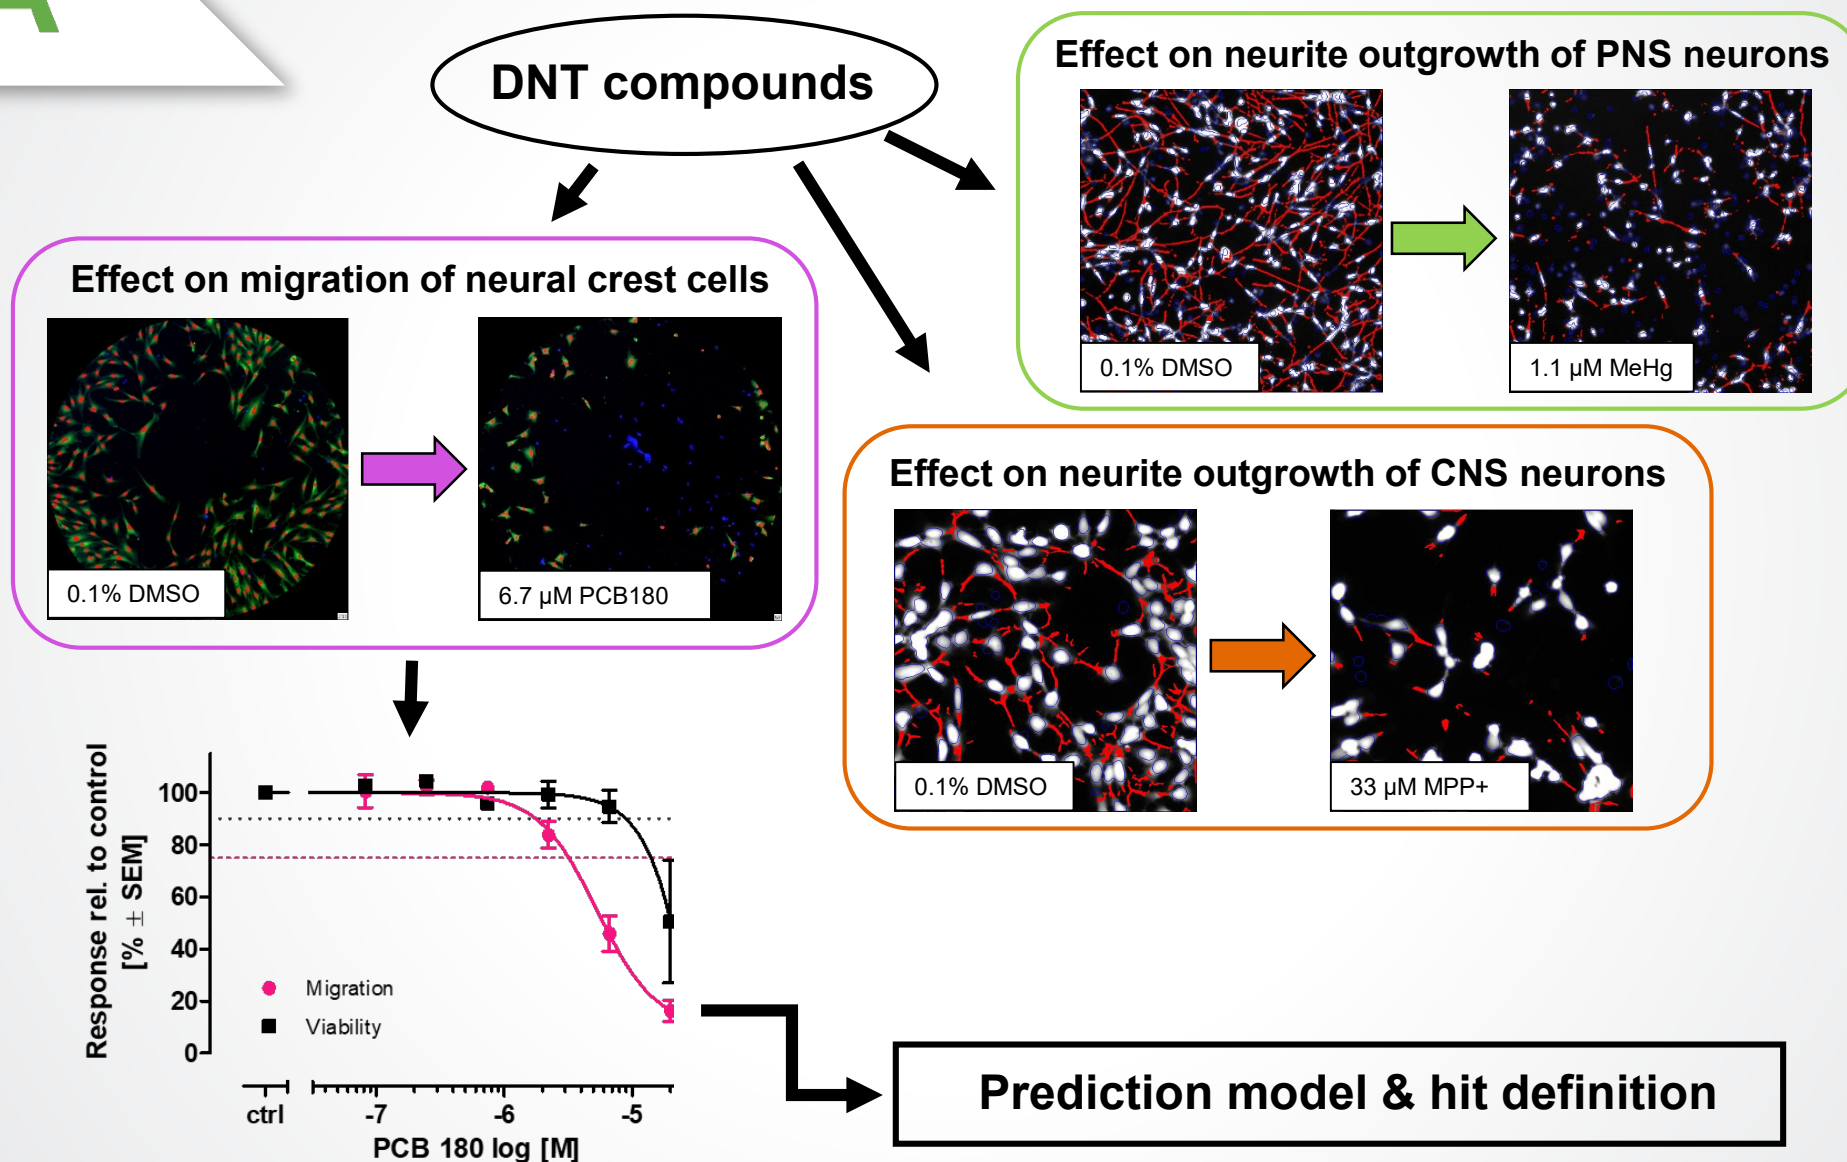 DNT compounds
Effect on neurite outgrowth of PNS neurons
0.1% DMSO
1.1 µM MeHg
Effect on migration of neural crest cells
0.1% DMSO
6.7 µM PCB180
Effect on neurite outgrowth of CNS neurons
0.1% DMSO
33 µM MPP+
Response rel. to control
[% ± SEM]
100
80
60
40
20
0
Migration
Viability
ctrl
-7
-6
-5
PCB 180 log [M]
Prediction model & hit definition